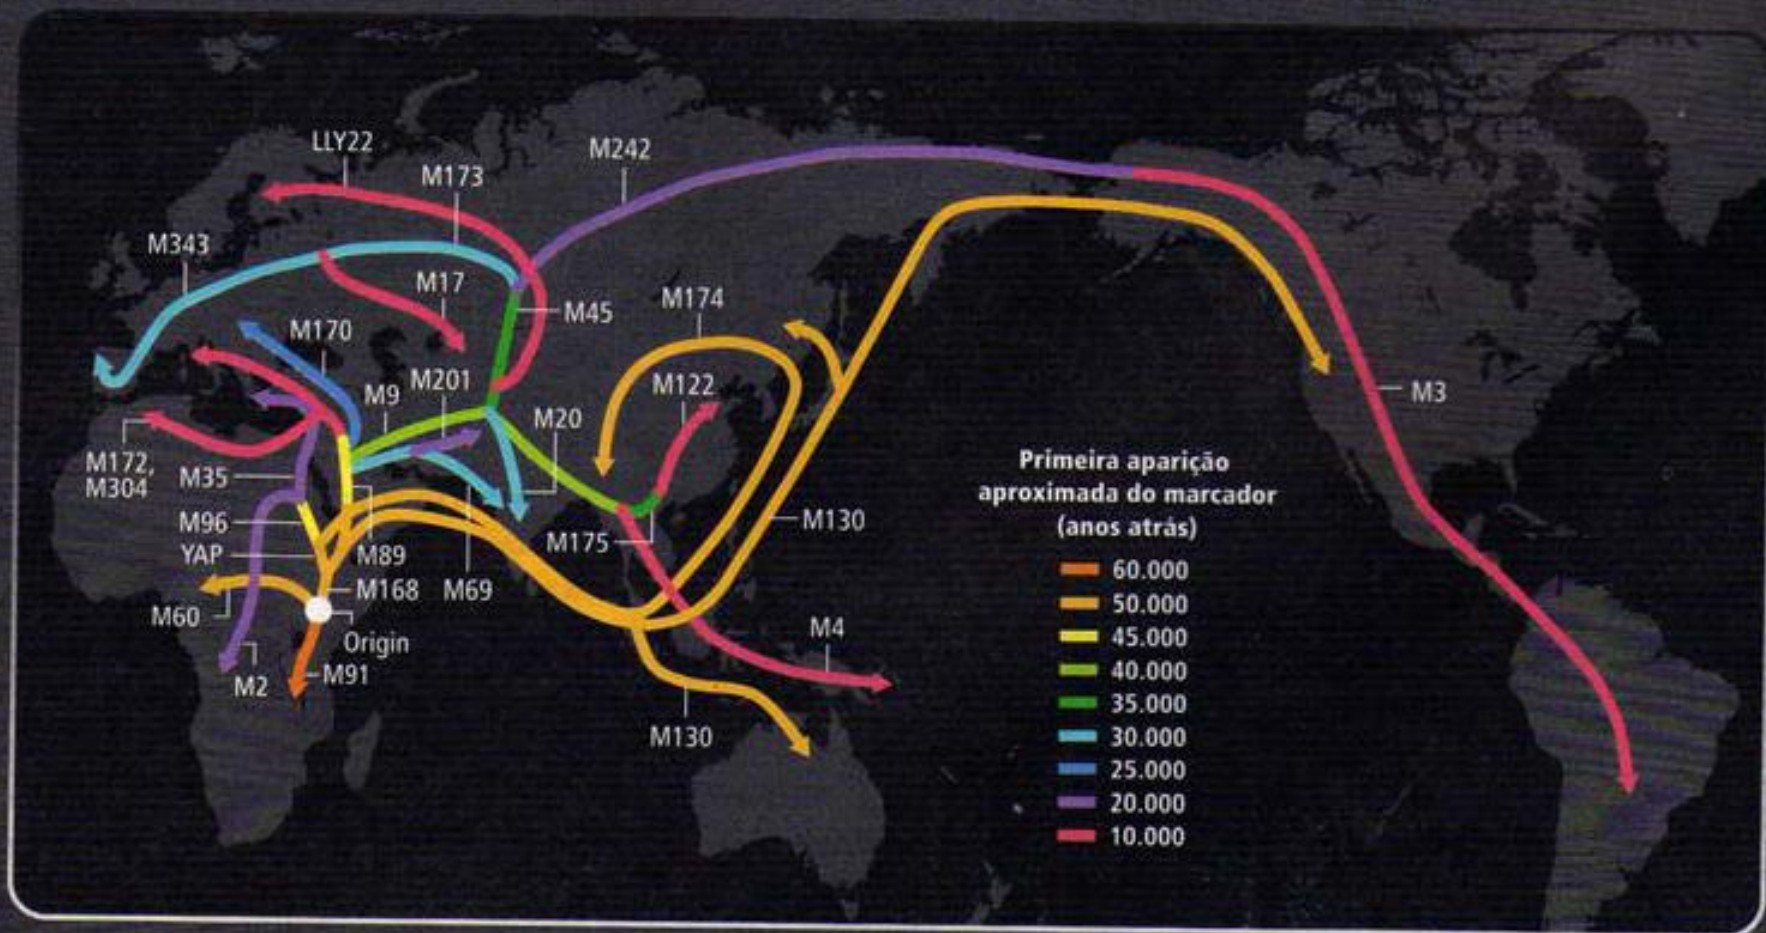 LLY22
M242
M173
M343
M17
M174
M45
M170
M201
M122
M9
M3
M20
M172,
M304
M35
M96
M130
YAP
M175
M89
M168
M69
M60
Origin
M4
M91
M2
M130
Primeira aparição
aproximada do marcador
(anos atrás)
60.000
50.000
45.000
40.000
35.000
30.000
25.000
20.000
10.000